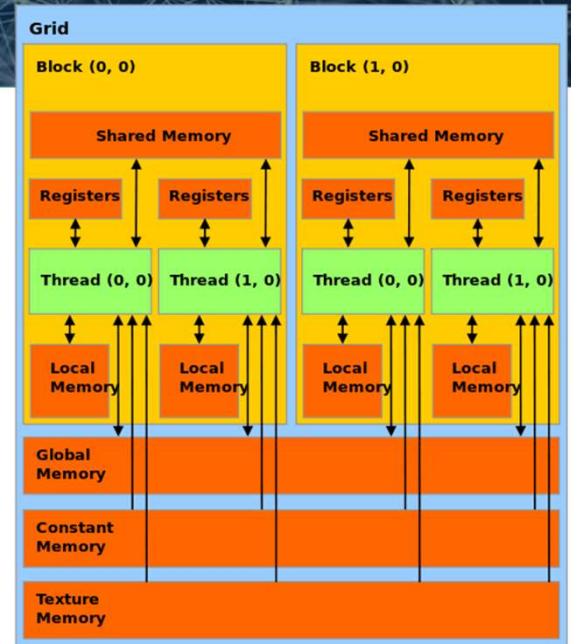 Grid
Block (0, 0)
Block (1, 0)
Shared Memory
Shared Memory
Registers
Registers
Registers
Registers
Thread (0, 0)
Thread (1, 0)
Thread (0, 0)
Thread (1, 0)
Local
Memory
Local
Memory
Local
Memory
Local
Memory
Global
Memory
Constant
Memory
Texture
Memory